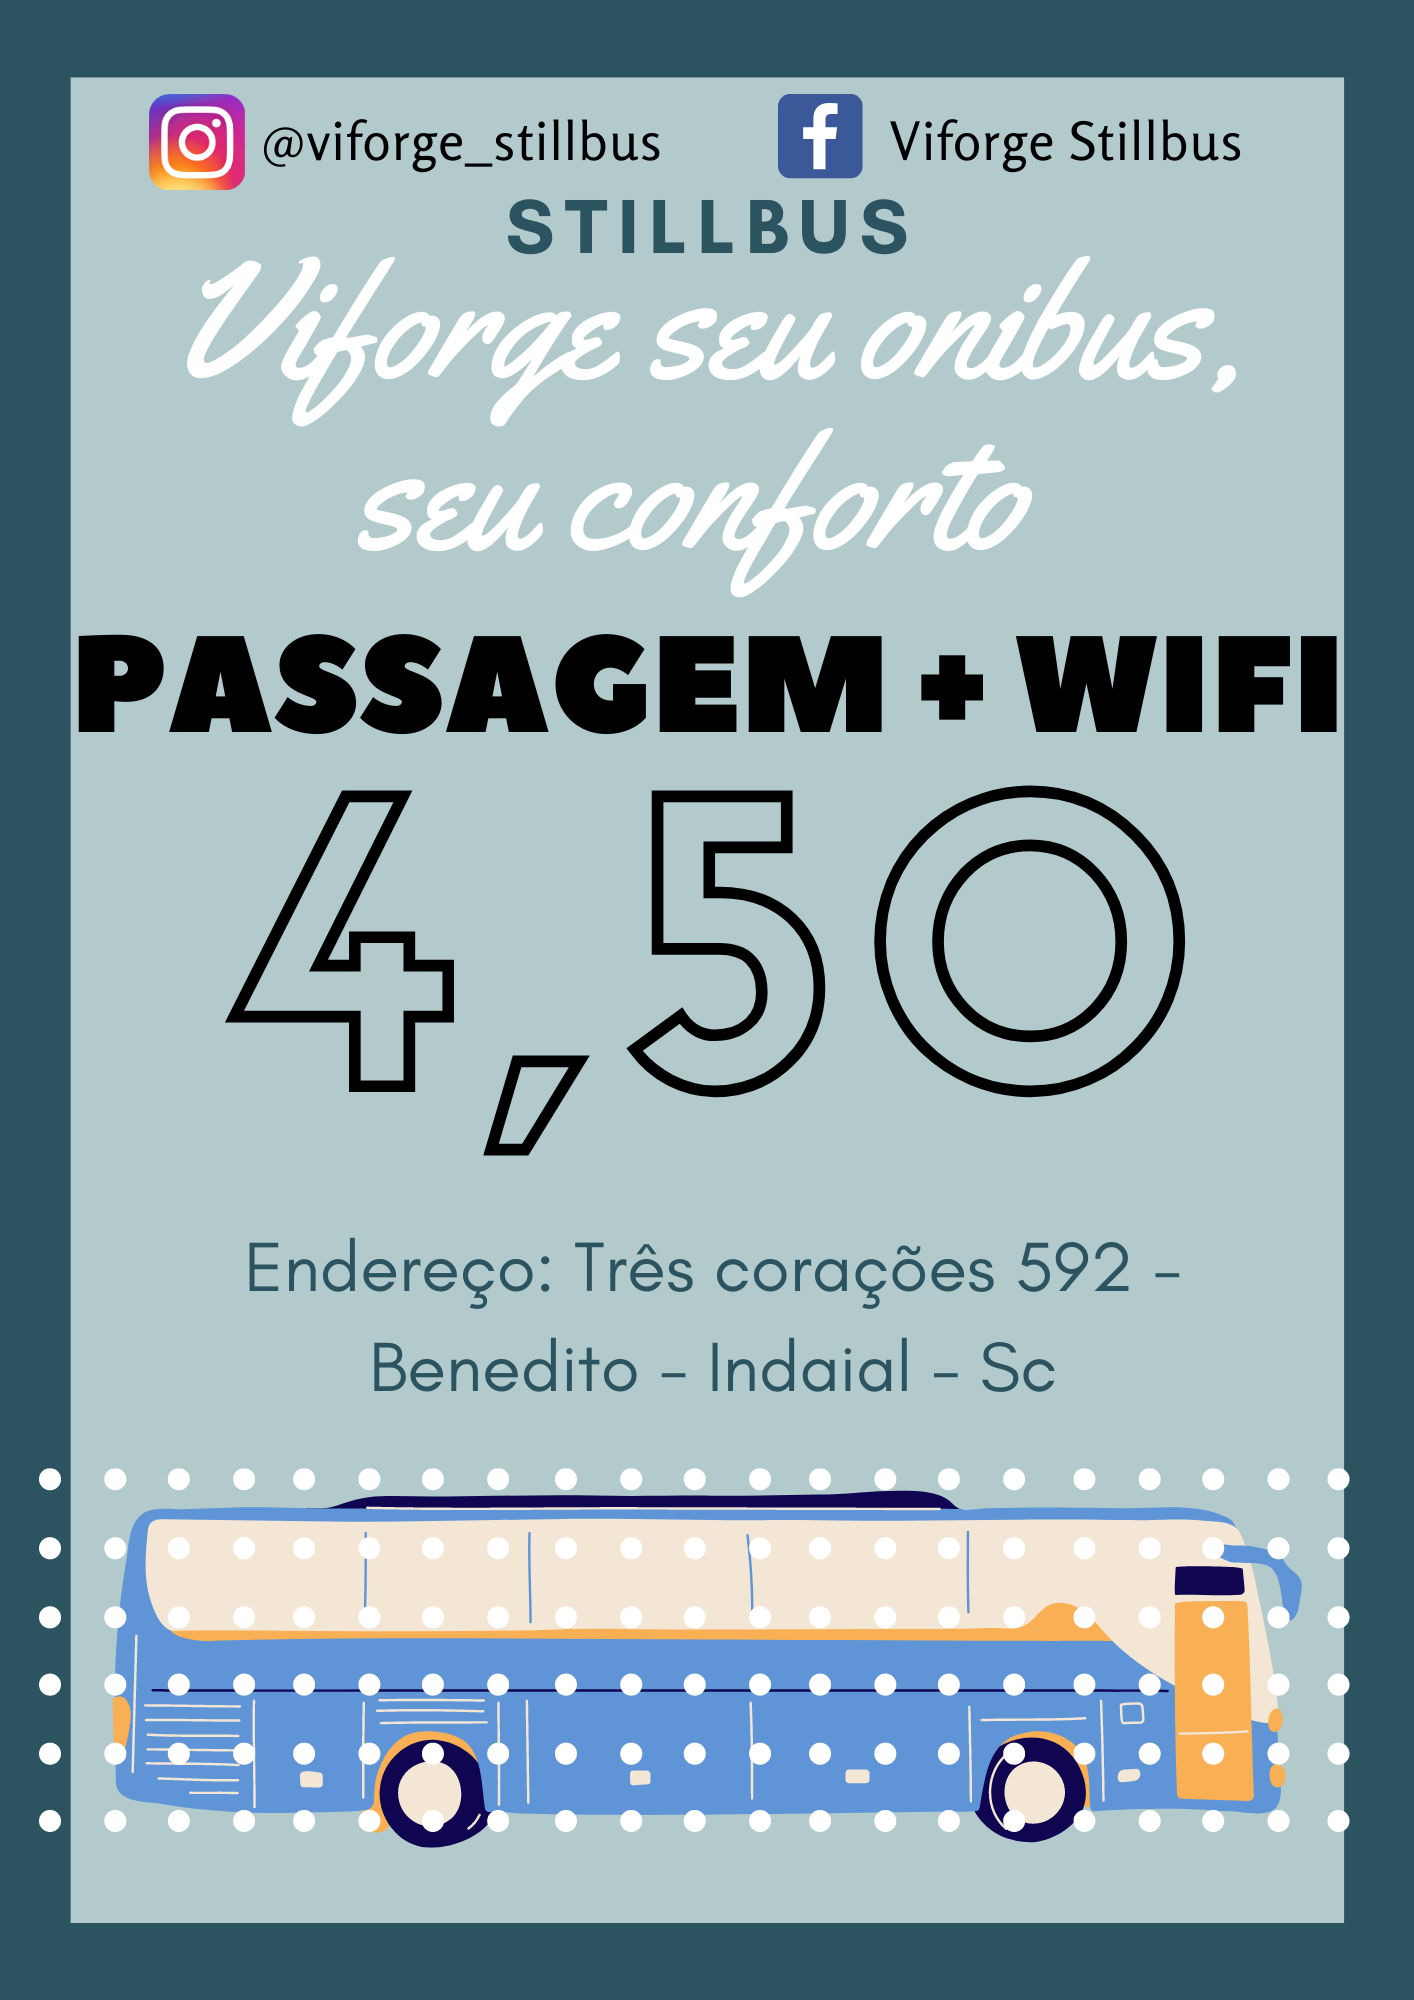 @viforge_stillbus
Viforge Stillbus
STILLBUS
Viforge seu onibus,
seu conforto
PASSAGEM + WIFI
4,50
Endereço: Três corações 592 -
Benedito - Indaial - Sc